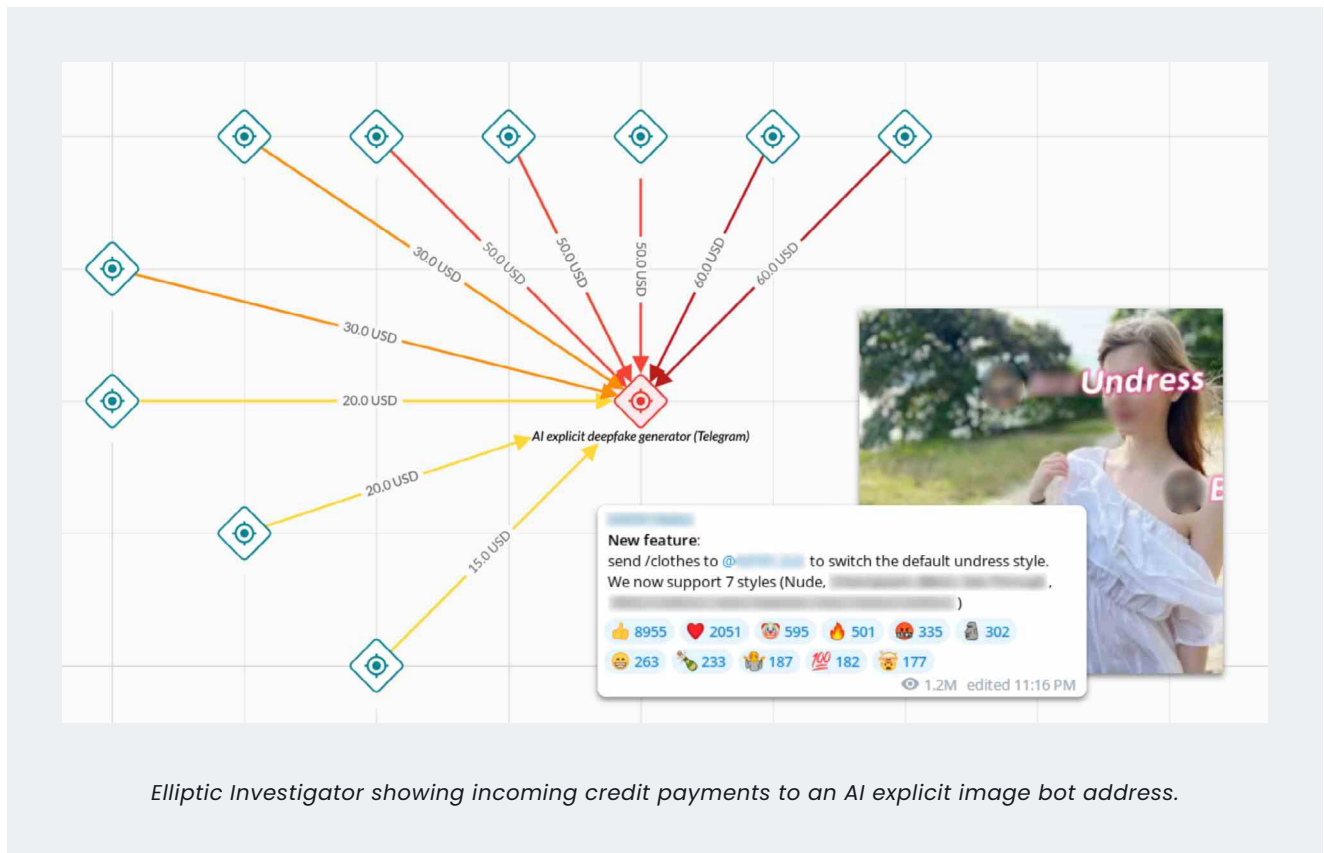 30.0 USD
50.0 USD
50.0 USD
50.0 USD
60.0 USD
60.0 USD
30.0 USD
20.0 USD
20.0 USD
15.0 USD
AI explicit deepfake generator (Telegram)
Undress
New feature:
send /clothes to @ to switch the default undress style.
We now support 7 styles (Nude, ,
)
👍 8955 ❤️ 2051 🤡 595 🔥 501 🤬 335 🗿 302
😁 263 🍾 233 🤷 187 💯 182 🤯 177
1.2M edited 11:16 PM
Elliptic Investigator showing incoming credit payments to an AI explicit image bot address.